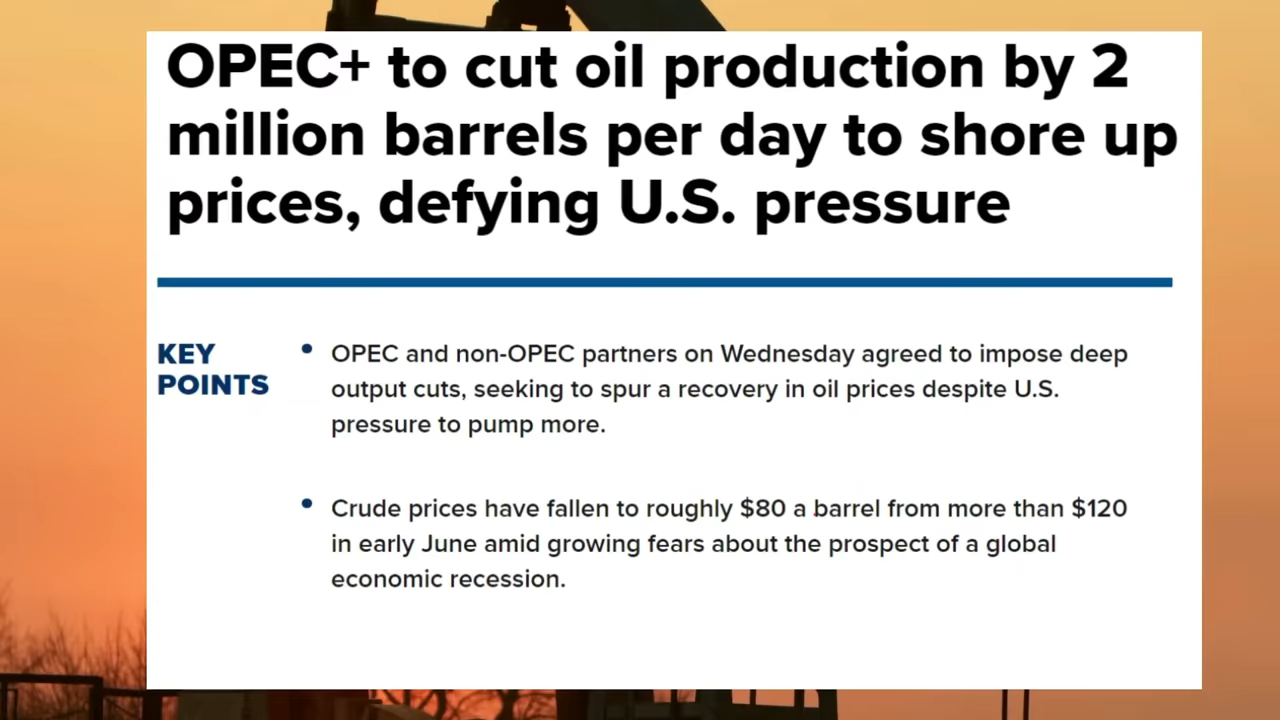 OPEC+ to cut oil production by 2
million barrels per day to shore up
prices, defying U.S. pressure
KEY
POINTS
• OPEC and non-OPEC partners on Wednesday agreed to impose deep
output cuts, seeking to spur a recovery in oil prices despite U.S.
pressure to pump more.
• Crude prices have fallen to roughly $80 a barrel from more than $120
in early June amid growing fears about the prospect of a global
economic recession.